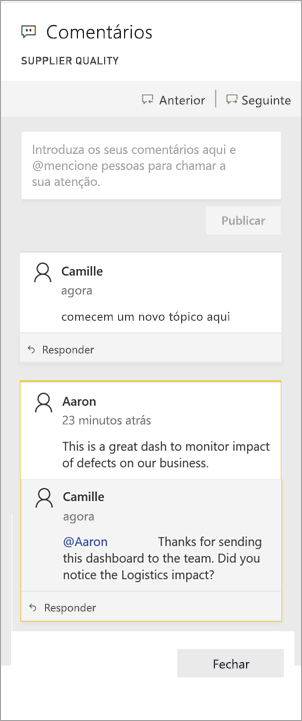 Comentários
SUPPLIER QUALITY
Anterior
Seguinte
Introduza os seus comentários aqui e
@mencione pessoas para chamar a
sua atenção.
Publicar
Camille
agora
comecem um novo tópico aqui
Responder
Aaron
23 minutos atrás
This is a great dash to monitor impact
of defects on our business.
Camille
agora
@Aaron Thanks for sending
this dashboard to the team. Did you
notice the Logistics impact?
Responder
Fechar